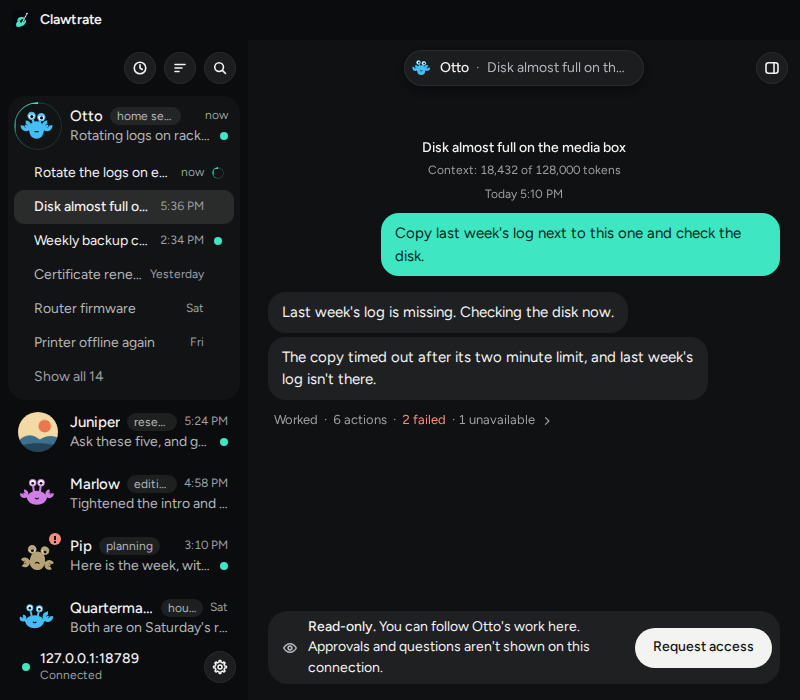 Clawtrate
Otto home se... now
Rotating logs on rack...
Rotate the logs on e... now
Disk almost full o... 5:36 PM
Weekly backup c... 2:34 PM
Certificate rene... Yesterday
Router firmware Sat
Printer offline again Fri
Show all 14
Juniper rese... 5:24 PM
Ask these five, and g...
Marlow editi... 4:58 PM
Tightened the intro and ...
Pip planning 3:10 PM
Here is the week, wit...
Quarterma... hou... Sat
Both are on Saturday's r...
127.0.0.1:18789
Connected
Otto · Disk almost full on th...
Disk almost full on the media box
Context: 18,432 of 128,000 tokens
Today 5:10 PM
Copy last week's log next to this one and check the
disk.
Last week's log is missing. Checking the disk now.
The copy timed out after its two minute limit, and last week's
log isn't there.
Worked · 6 actions · 2 failed · 1 unavailable
Read-only. You can follow Otto's work here.
Approvals and questions aren't shown on this
connection.
Request access